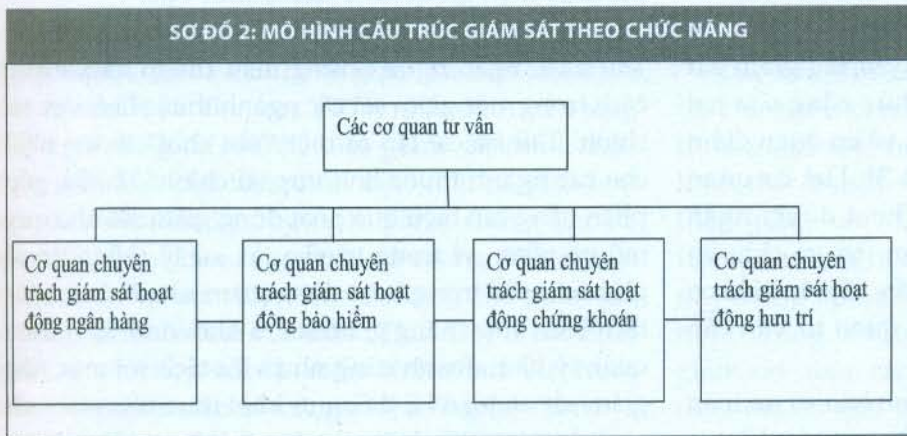 SƠ ĐỒ 2: MÔ HÌNH CẤU TRÚC GIÁM SÁT THEO CHỨC NĂNG
Các cơ quan tư vấn
Cơ quan chuyên
trách giám sát hoạt
động ngân hàng
Cơ quan chuyên
trách giám sát hoạt
động bảo hiểm
Cơ quan chuyên
trách giám sát hoạt
động chứng khoán
Cơ quan chuyên
trách giám sát hoạt
động hưu trí